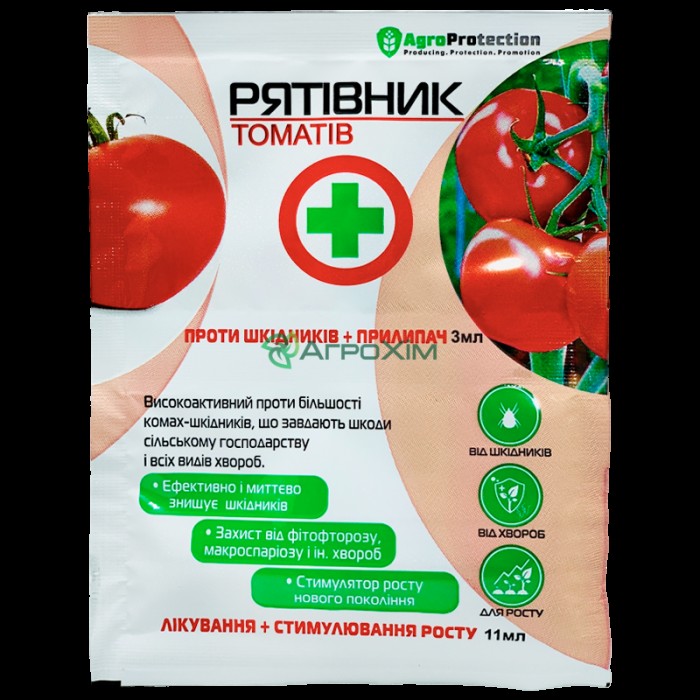 AgroProtection
Producing. Protection. Promotion
РЯТІВНИК
ТОМАТІВ
ПРОТИ ШКІДНИКІВ + ПРИЛИПАЧ 3мл
АГРОХІМ
Високоактивний проти більшості
комах-шкідників, що завдають шкоди
сільському господарству
і всіх видів хвороб.
ВІД ШКІДНИКІВ
• Ефективно і миттєво
знищує шкідників
ВІД ХВОРОБ
• Захист від фітофторозу,
макроспаріозу і ін. хвороб
• Стимулятор росту
нового покоління
ДЛЯ РОСТУ
ЛІКУВАННЯ + СТИМУЛЮВАННЯ РОСТУ 11мл